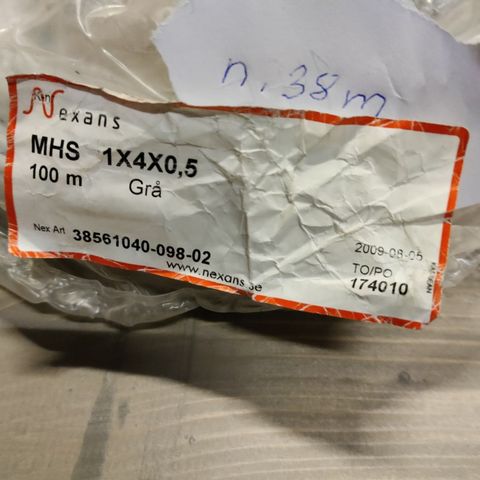 n. 38 m
Nexans
MHS 1X4X0,5
100 m Grå
Nex Art 38561040-098-02
www.nexans.se
2009-08-05
TO/PO
174010